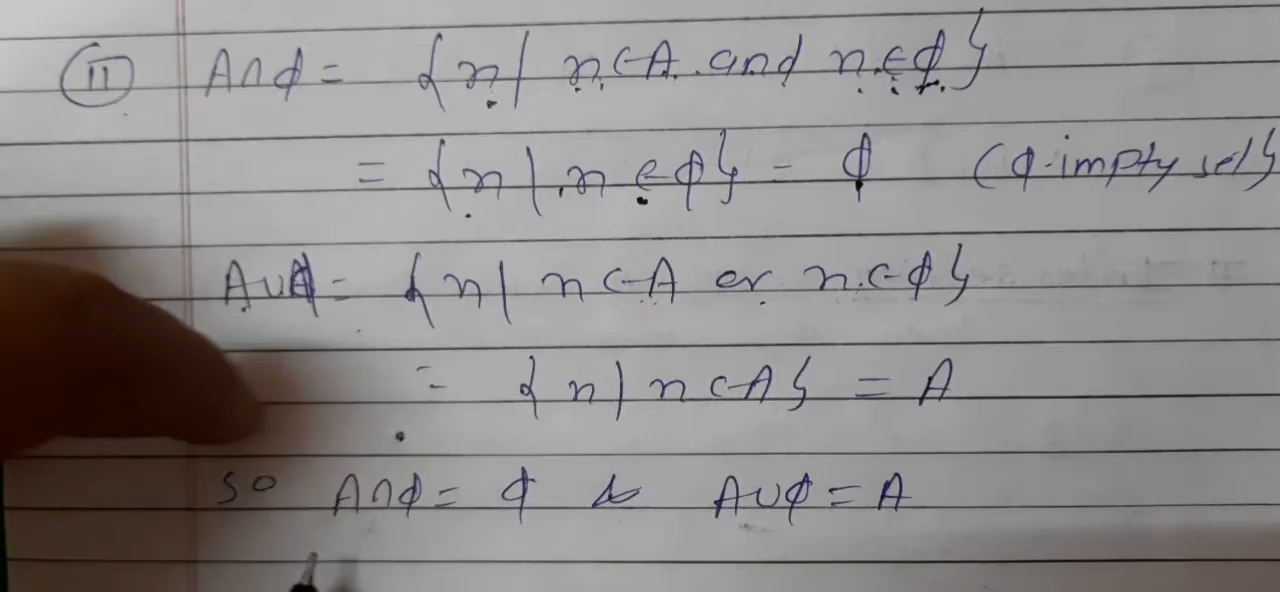 (II) A∩ϕ = {n / n ∈ A and n ∈ ϕ}
= {n / n ∈ ϕ} = ϕ (ϕ-impty set}
A∪ϕ = {n / n ∈ A or n ∈ ϕ}
= {n / n ∈ A} = A
so A∩ϕ = ϕ & A∪ϕ = A